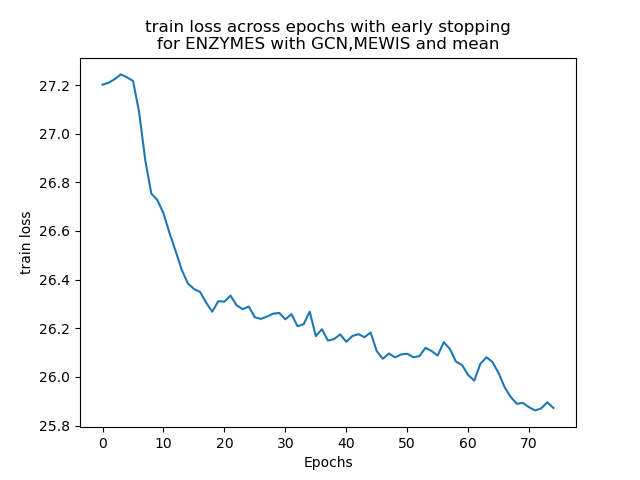 train loss across epochs with early stopping
for ENZYMES with GCN,MEWIS and mean
27.2
27.0
26.8
26.6
26.4
26.2
26.0
25.8
train loss
0 10 20 30 40 50 60 70
Epochs